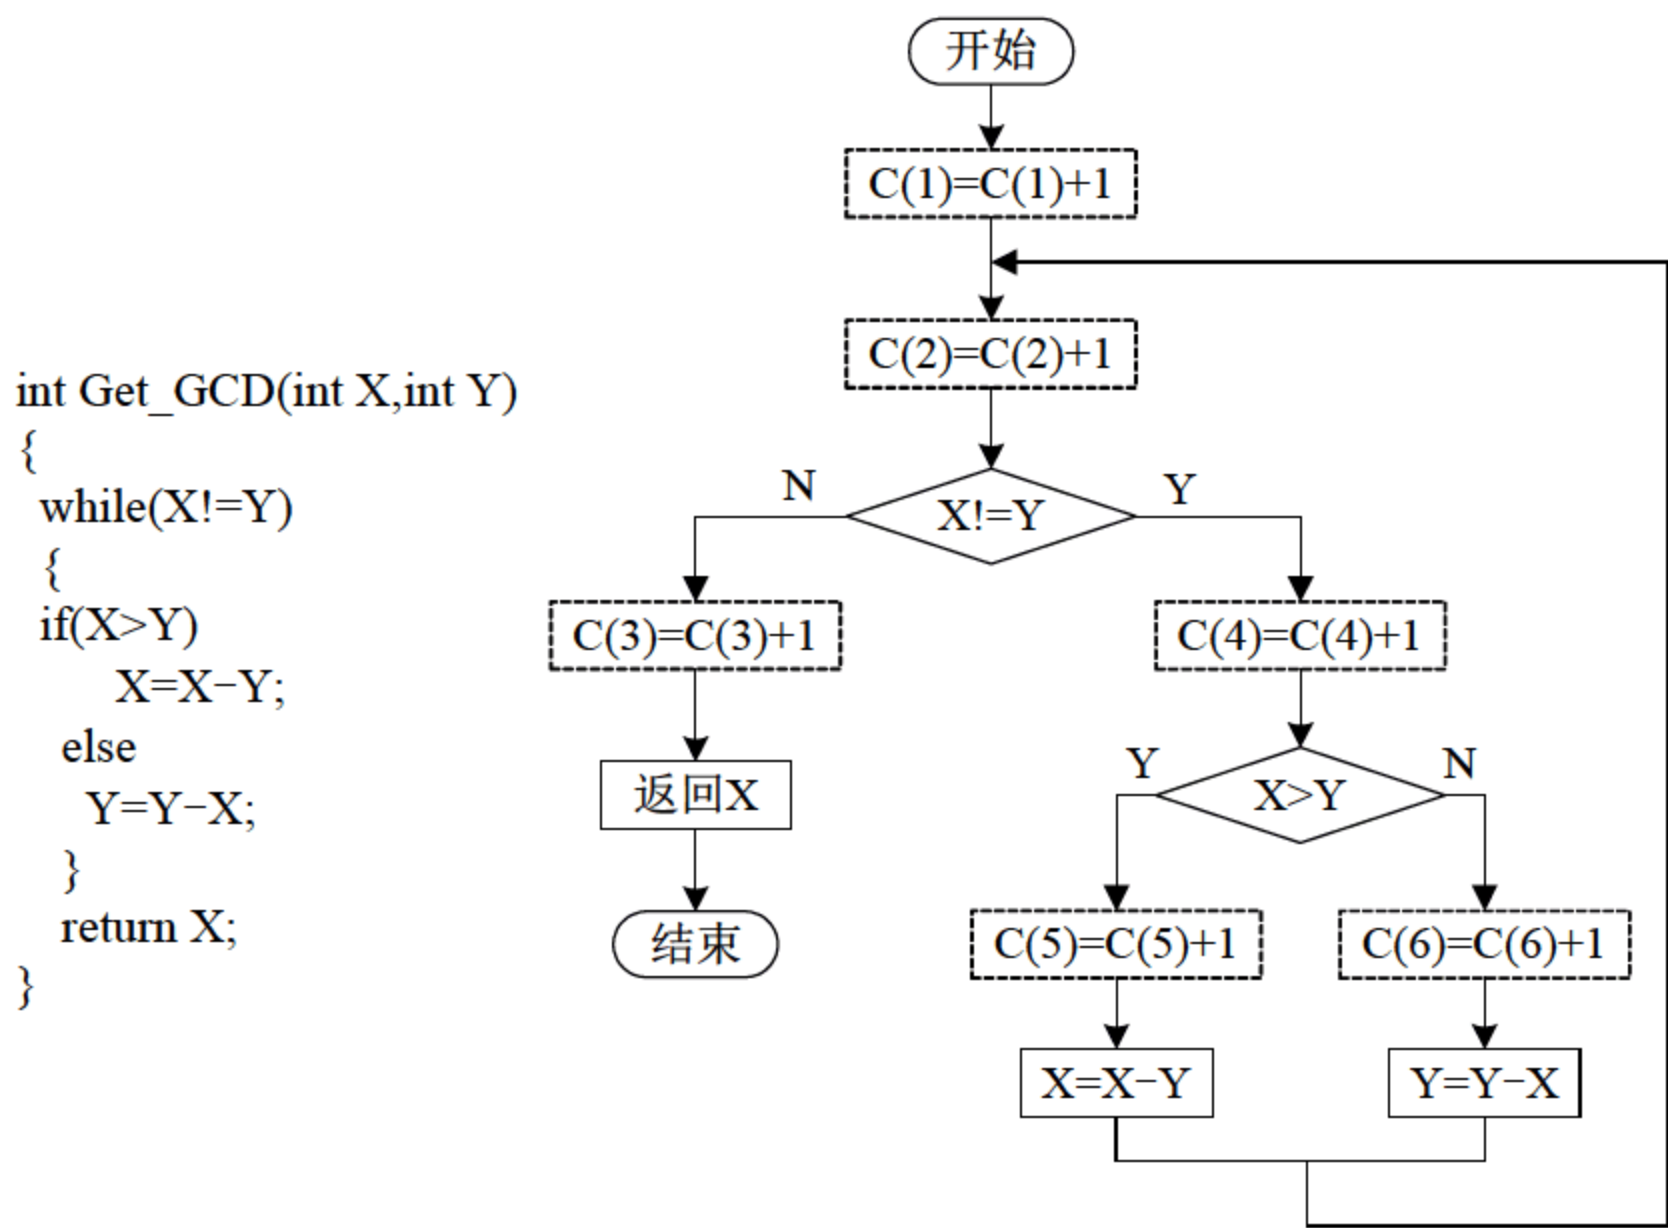 int Get_GCD(int X,int Y)
{
while(X!=Y)
{
if(X>Y)
X=X−Y;
else
Y=Y−X;
}
return X;
}
开始
C(1)=C(1)+1
C(2)=C(2)+1
N
X!=Y
Y
C(3)=C(3)+1
C(4)=C(4)+1
返回X
Y
X>Y
N
结束
C(5)=C(5)+1
C(6)=C(6)+1
X=X−Y
Y=Y−X